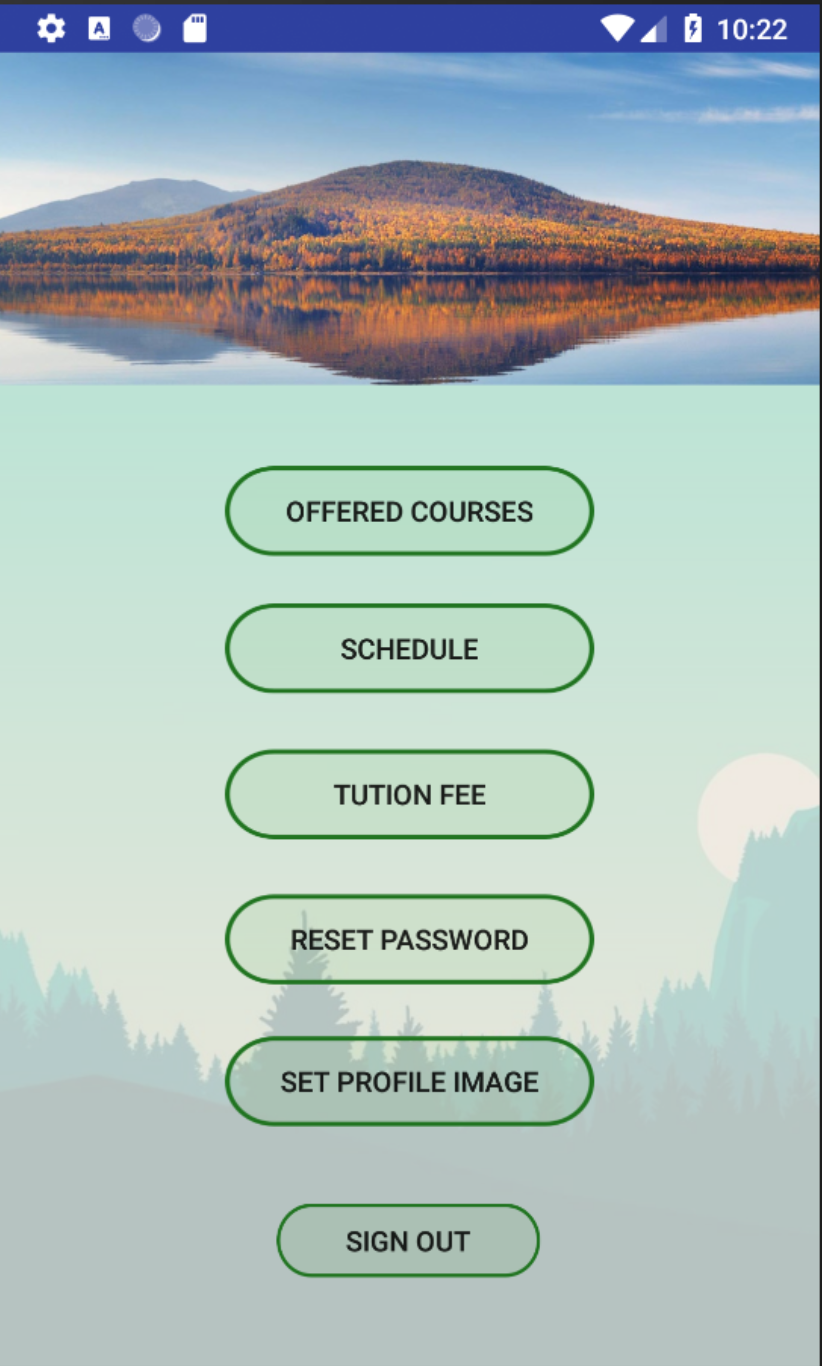 A
10:22
OFFERED COURSES
SCHEDULE
TUTION FEE
RESET PASSWORD
SET PROFILE IMAGE
SIGN OUT